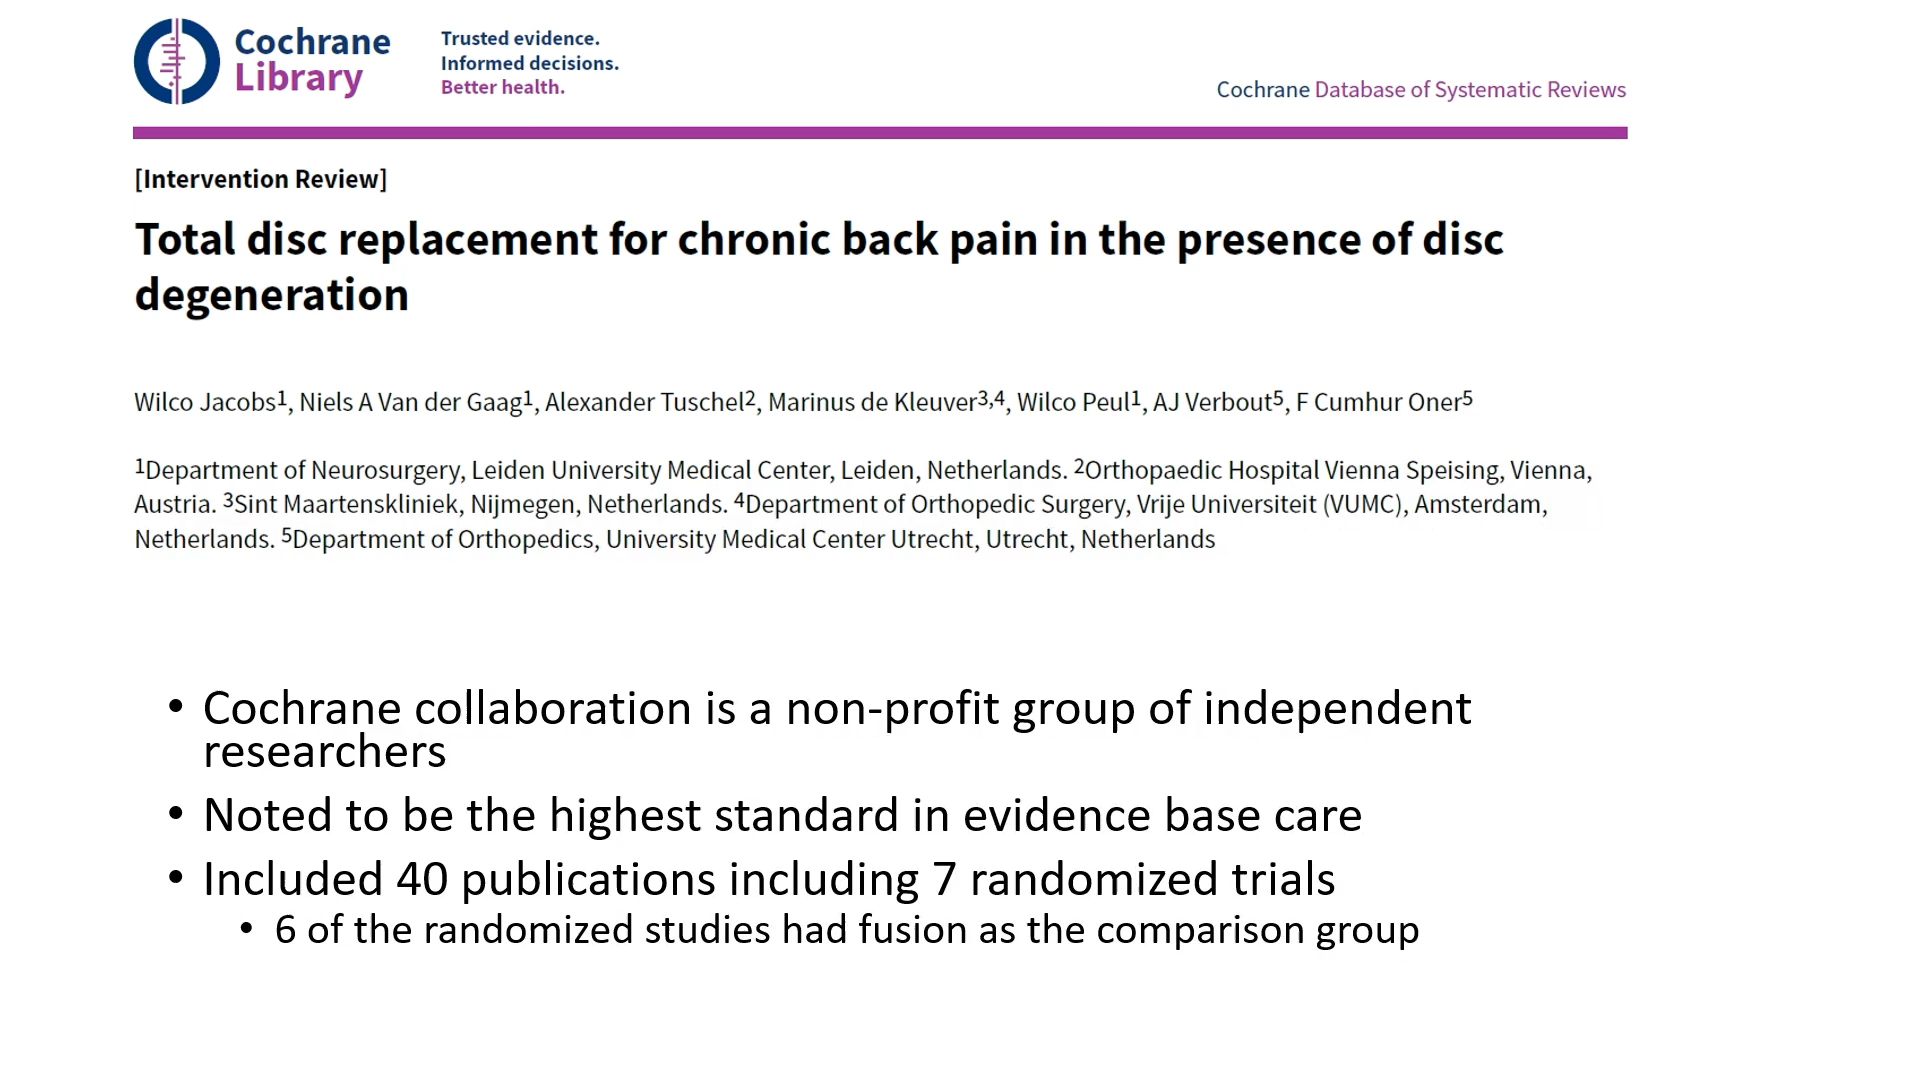 Cochrane
Library
Trusted evidence.
Informed decisions.
Better health.
Cochrane Database of Systematic Reviews
[Intervention Review]
Total disc replacement for chronic back pain in the presence of disc
degeneration
Wilco Jacobs1, Niels A Van der Gaag1, Alexander Tuschel2, Marinus de Kleuver3,4, Wilco Peul1, AJ Verbout5, F Cumhur Oner5
1Department of Neurosurgery, Leiden University Medical Center, Leiden, Netherlands. 2Orthopaedic Hospital Vienna Speising, Vienna,
Austria. 3Sint Maartenskliniek, Nijmegen, Netherlands. 4Department of Orthopedic Surgery, Vrije Universiteit (VUMC), Amsterdam,
Netherlands. 5Department of Orthopedics, University Medical Center Utrecht, Utrecht, Netherlands
• Cochrane collaboration is a non-profit group of independent
researchers
• Noted to be the highest standard in evidence base care
• Included 40 publications including 7 randomized trials
• 6 of the randomized studies had fusion as the comparison group